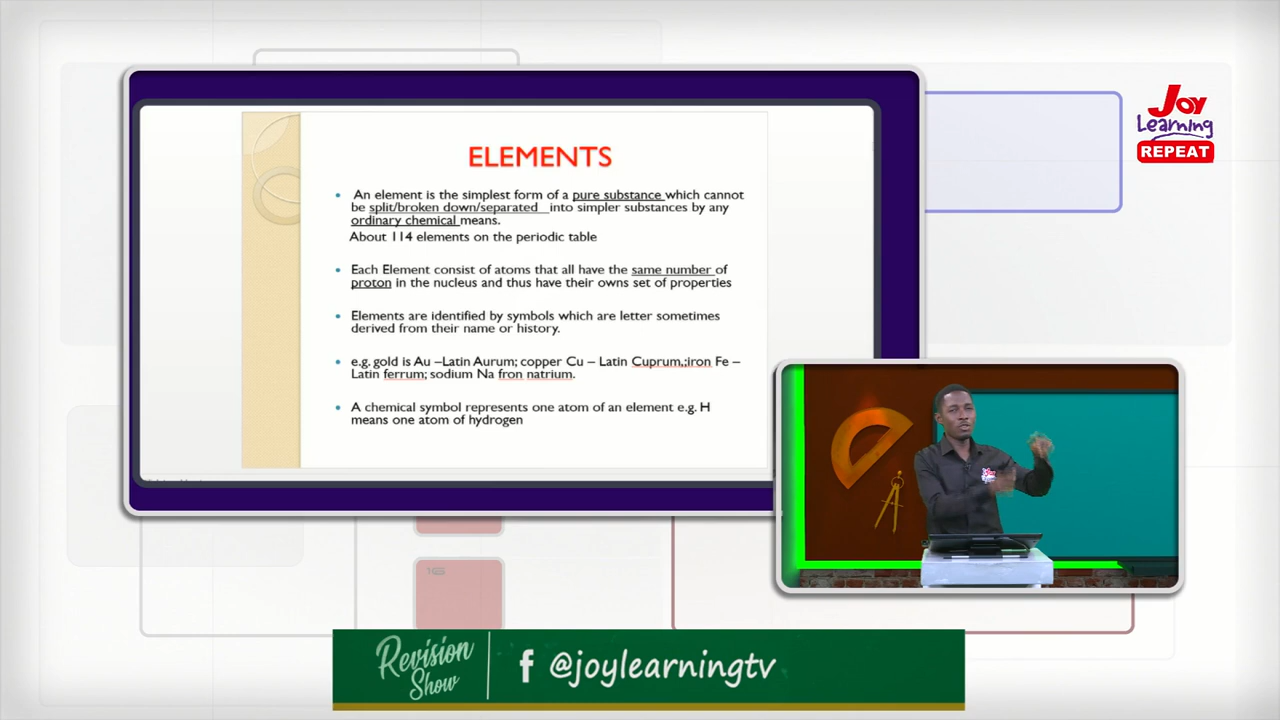 Joy
Learning
REPEAT
ELEMENTS
• An element is the simplest form of a pure substance which cannot
be split/broken down/separated into simpler substances by any
ordinary chemical means.
About 114 elements on the periodic table
• Each Element consist of atoms that all have the same number of
proton in the nucleus and thus have their owns set of properties
• Elements are identified by symbols which are letter sometimes
derived from their name or history.
• e.g. gold is Au –Latin Aurum; copper Cu – Latin Cuprum,;iron Fe –
Latin ferrum; sodium Na fron natrium.
• A chemical symbol represents one atom of an element e.g. H
means one atom of hydrogen
16
Revision
Show
f @joylearningtv